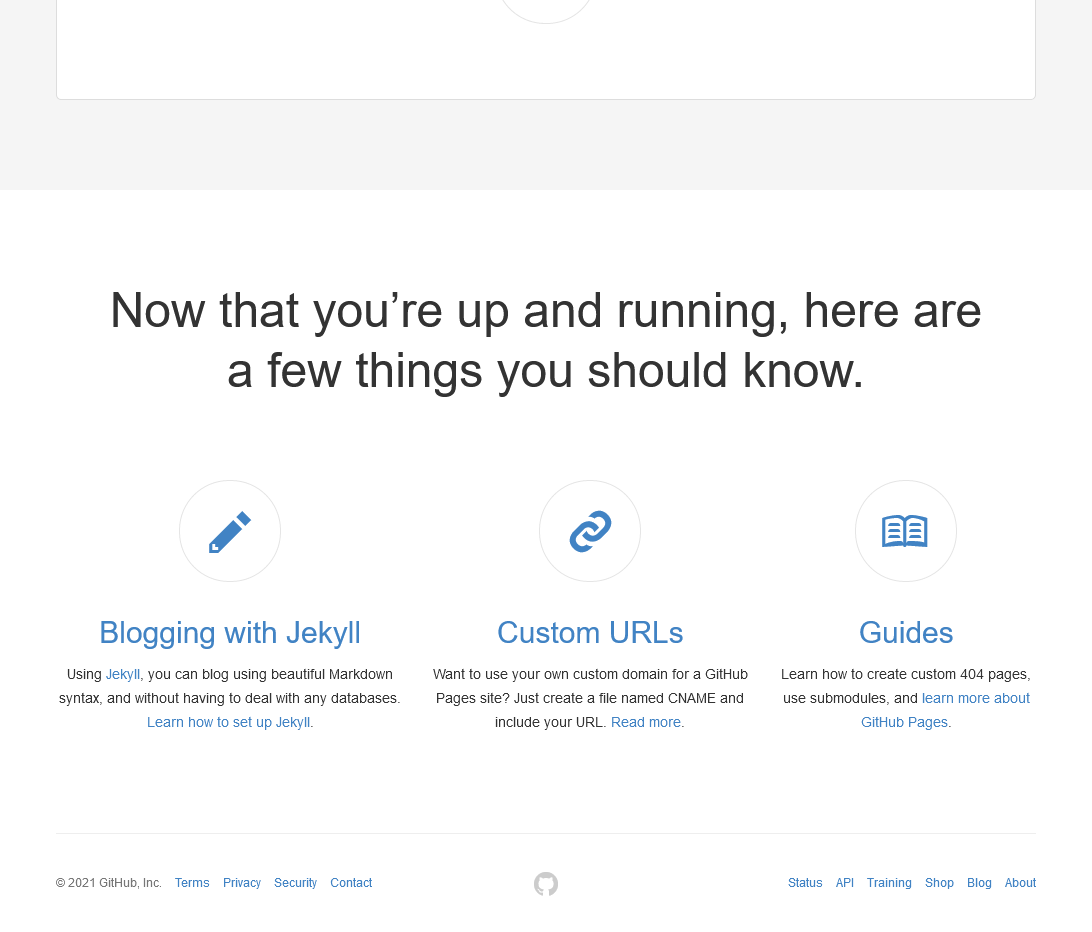 Now that you’re up and running, here are
a few things you should know.
Blogging with Jekyll
Using Jekyll, you can blog using beautiful Markdown
syntax, and without having to deal with any databases.
Learn how to set up Jekyll.
Custom URLs
Want to use your own custom domain for a GitHub
Pages site? Just create a file named CNAME and
include your URL. Read more.
Guides
Learn how to create custom 404 pages,
use submodules, and learn more about
GitHub Pages.
© 2021 GitHub, Inc. Terms Privacy Security Contact
Status API Training Shop Blog About